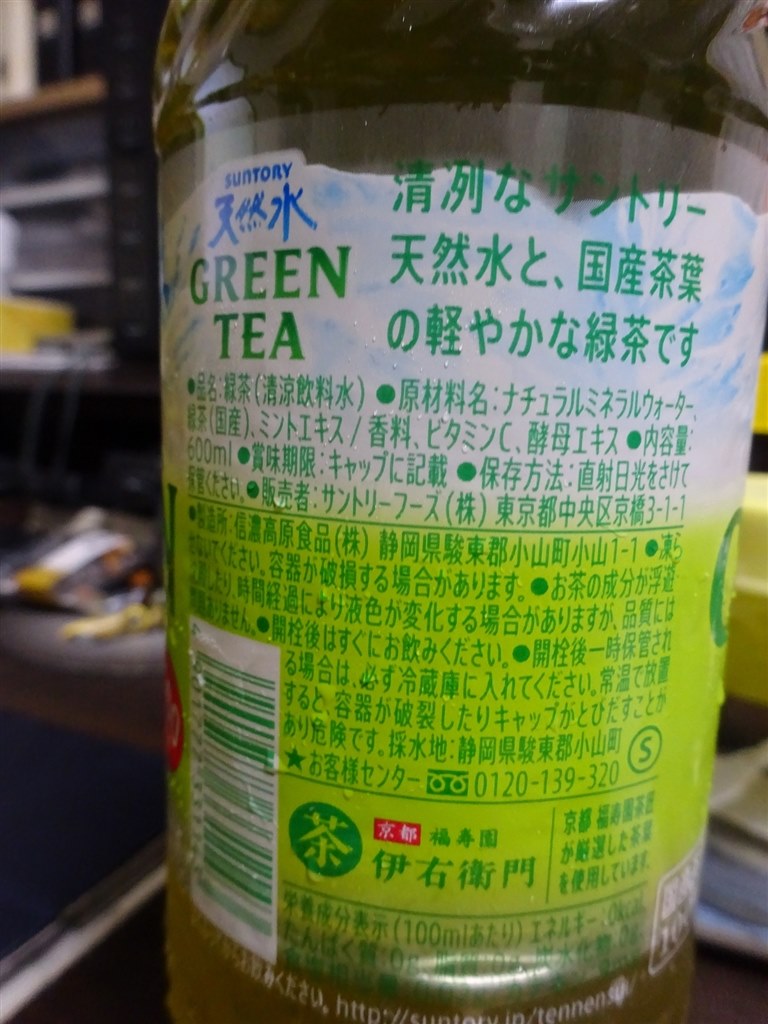 SUNTORY
天然水
GREEN
TEA
清冽なサントリー
天然水と、国産茶葉
の軽やかな緑茶です
●品名:緑茶(清涼飲料水) ●原材料名:ナチュラルミネラルウォーター、
緑茶(国産)、ミントエキス/香料、ビタミンC、酵母エキス ●内容量:
600ml ●賞味期限:キャップに記載 ●保存方法:直射日光をさけて
保管ください。 ●販売者:サントリーフーズ(株) 東京都中央区京橋3-1-1
●製造所:信濃高原食品(株) 静岡県駿東郡小山町小山1-1 ●凍ら
せないでください。容器が破損する場合があります。 ●お茶の成分が浮遊
したり、時間経過により液色が変化する場合がありますが、品質には
ありません。 ●開栓後はすぐにお飲みください。 ●開栓後一時保管され
る場合は、必ず冷蔵庫に入れてください。常温で放置
すると、容器が破裂したりキャップがとびだすことが
あり危険です。採水地:静岡県駿東郡小山町
S
★お客様センター 0120-139-320
茶
京都 福寿園
伊右衛門
京都 福寿園茶匠
が厳選した茶葉
を使用しています。
栄養成分表示(100mlあたり) エネルギー:0kcal
たんぱく質:0g
ください。 http://suntory.jp/tennensui/